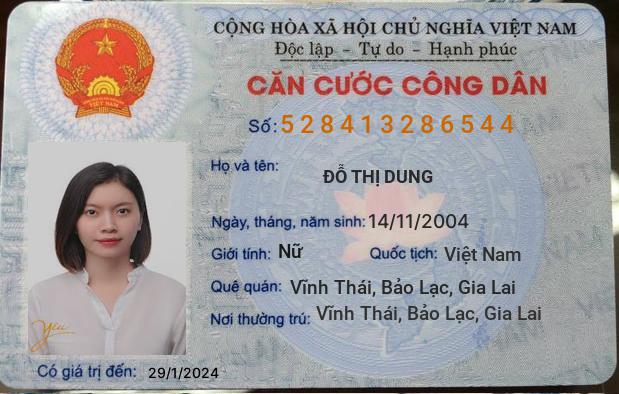 CỘNG HÒA XÃ HỘI CHỦ NGHĨA VIỆT NAM
Độc lập - Tự do - Hạnh phúc
CĂN CƯỚC CÔNG DÂN
Số: 528413286544
Họ và tên:
ĐỖ THỊ DUNG
Ngày, tháng, năm sinh: 14/11/2004
Giới tính: Nữ Quốc tịch: Việt Nam
Quê quán: Vĩnh Thái, Bảo Lạc, Gia Lai
Nơi thường trú: Vĩnh Thái, Bảo Lạc, Gia Lai
Yeu
Có giá trị đến: 29/1/2024
VIỆT NAM